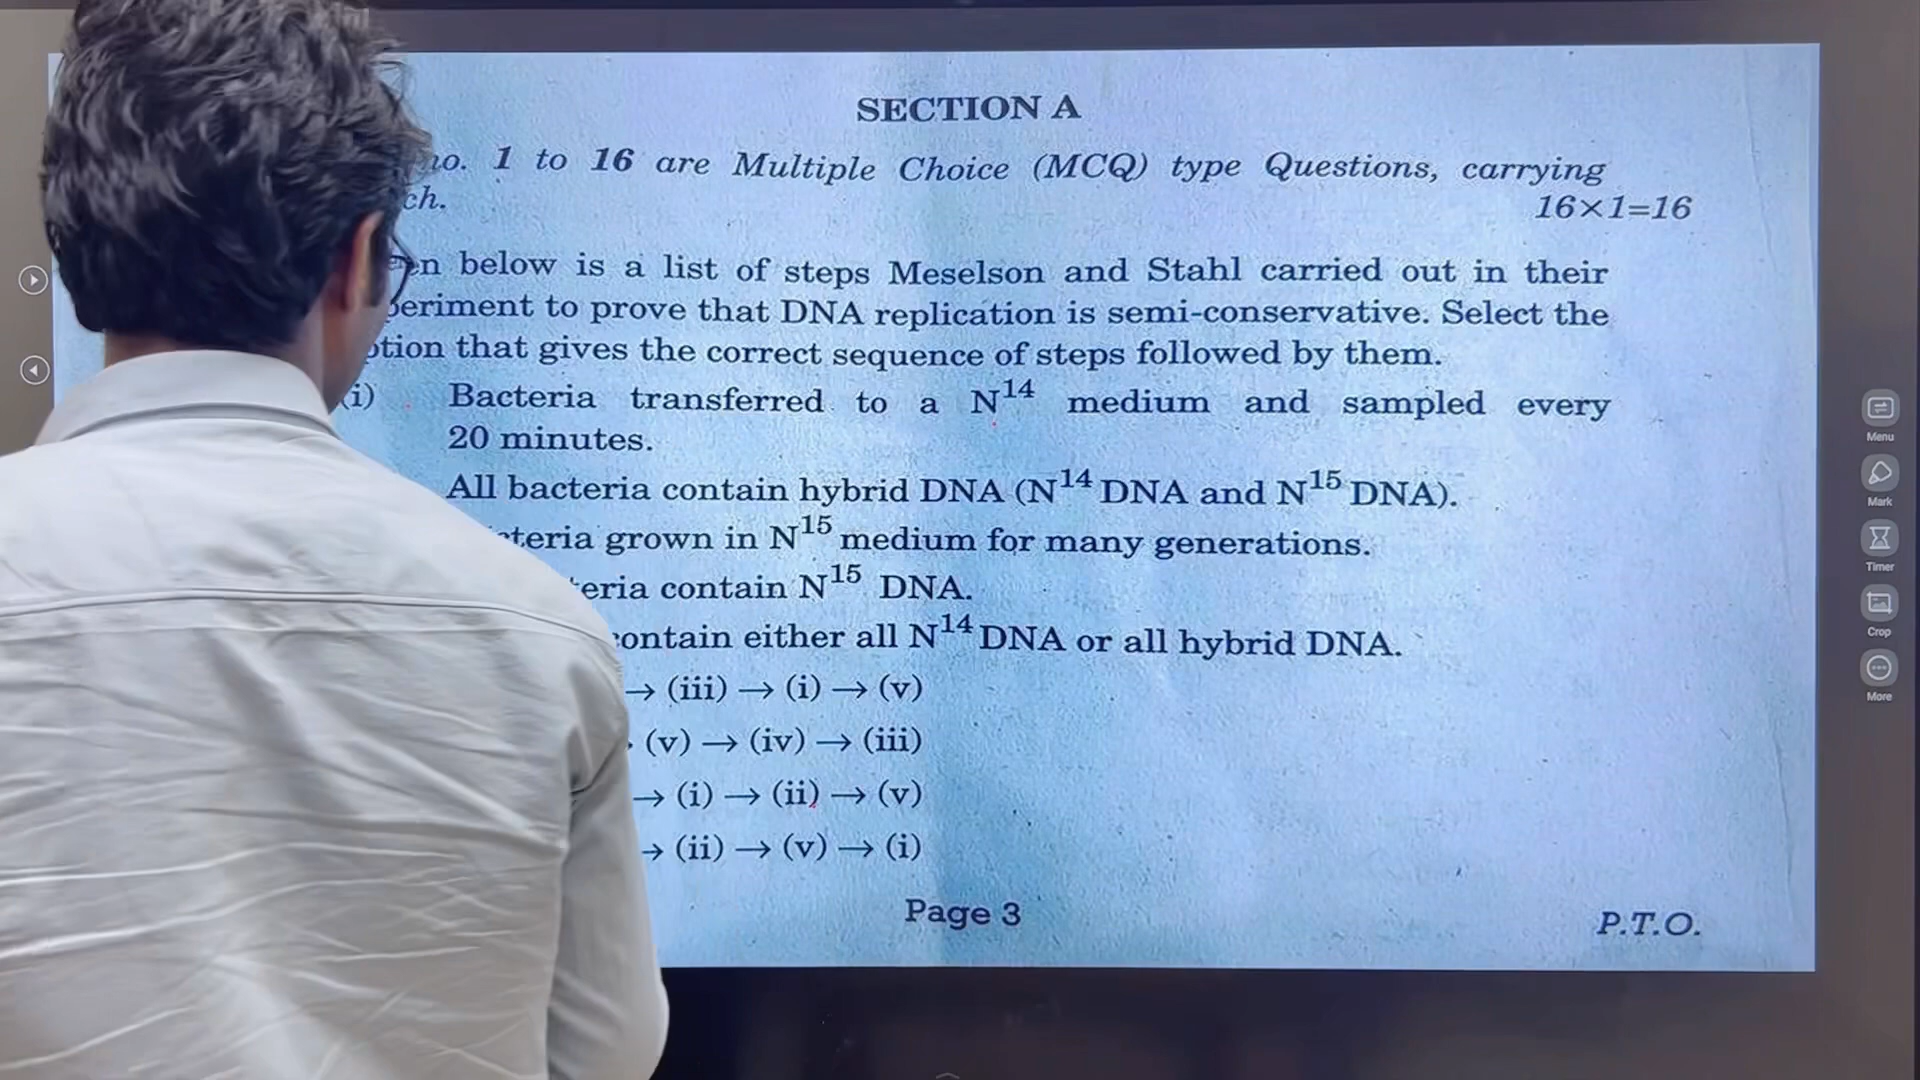 SECTION A
no. 1 to 16 are Multiple Choice (MCQ) type Questions, carrying
16×1=16
below is a list of steps Meselson and Stahl carried out in their
to prove that DNA replication is semi-conservative. Select the
that gives the correct sequence of steps followed by them.
(i) Bacteria transferred to a N¹⁴ medium and sampled every
20 minutes.
All bacteria contain hybrid DNA (N¹⁴ DNA and N¹⁵ DNA).
grown in N¹⁵ medium for many generations.
contain N¹⁵ DNA.
contain either all N¹⁴ DNA or all hybrid DNA.
→ (iii) → (i) → (v)
(v) → (iv) → (iii)
→ (i) → (ii) → (v)
→ (ii) → (v) → (i)
Page 3
P.T.O.
Menu
Mark
Timer
Crop
More